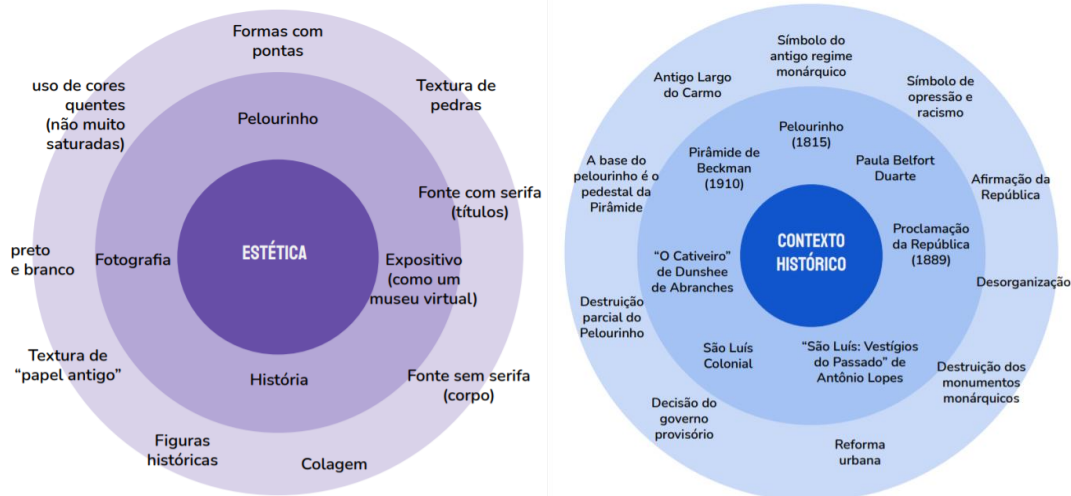 Formas com
pontas
uso de cores
quentes
(não muito
saturadas)
Textura de
pedras
Pelourinho
Fonte com serifa
(títulos)
preto
e branco
Fotografia
ESTÉTICA
Expositivo
(como um
museu virtual)
Textura de
“papel antigo”
História
Fonte sem serifa
(corpo)
Figuras
históricas
Colagem
Símbolo do
antigo regime
monárquico
Antigo Largo
do Carmo
Símbolo de
opressão e
racismo
Pelourinho
(1815)
Pirâmide de
Beckman
(1910)
Paula Belfort
Duarte
A base do
pelourinho é o
pedestal da
Pirâmide
Afirmação da
República
CONTEXTO
HISTÓRICO
Proclamação
da República
(1889)
“O Cativeiro”
de Dunshee
de Abranches
Desorganização
Destruição
parcial do
Pelourinho
São Luís
Colonial
“São Luís: Vestígios
do Passado” de
Antônio Lopes
Destruição dos
monumentos
monárquicos
Decisão do
governo
provisório
Reforma
urbana